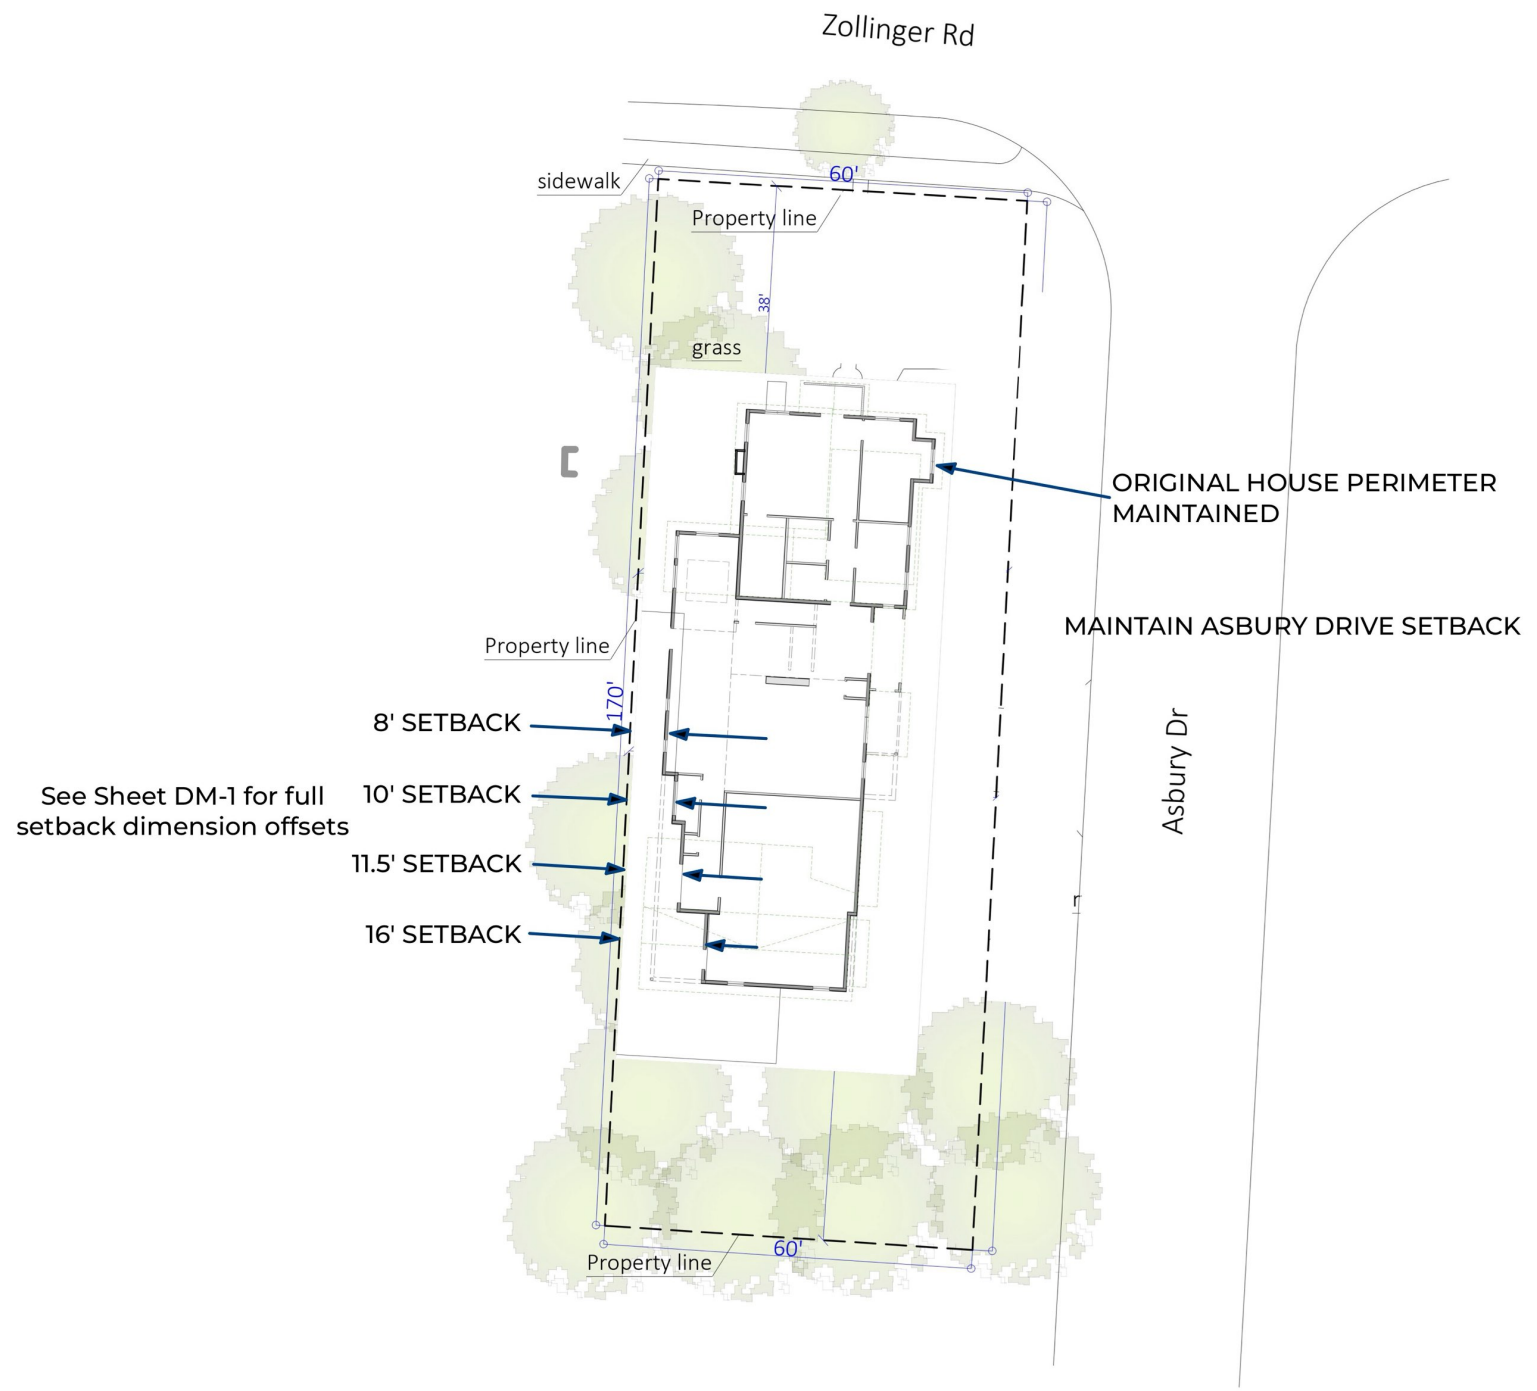 Zollinger Rd
60'
sidewalk
Property line
38'
grass
ORIGINAL HOUSE PERIMETER
MAINTAINED
MAINTAIN ASBURY DRIVE SETBACK
Property line
170'
8' SETBACK
10' SETBACK
See Sheet DM-1 for full
setback dimension offsets
11.5' SETBACK
16' SETBACK
Asbury Dr
r
60'
Property line